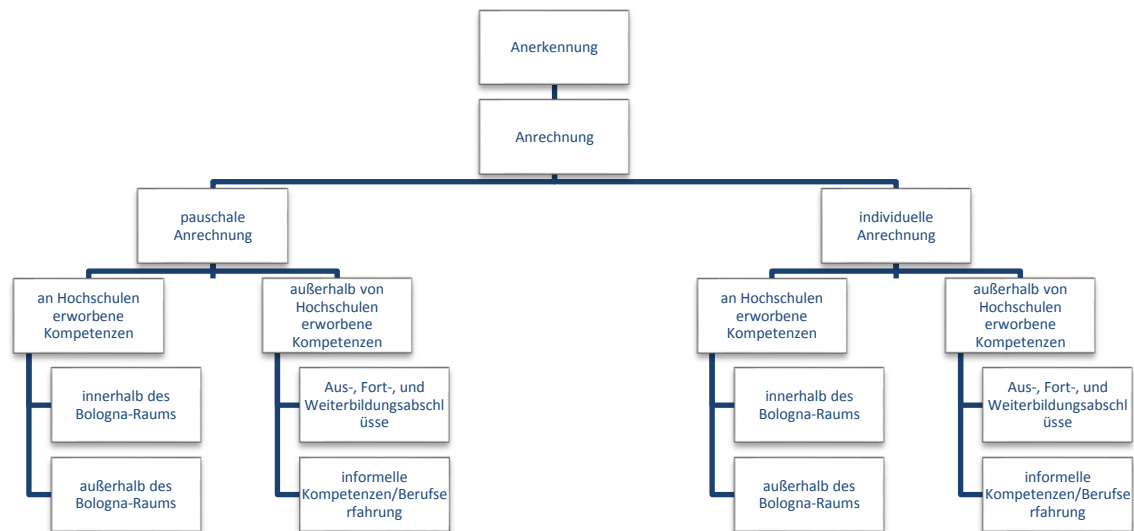 Anerkennung
Anrechnung
pauschale
Anrechnung
an Hochschulen
erworbene
Kompetenzen
innerhalb des
Bologna-Raums
außerhalb des
Bologna-Raums
außerhalb von
Hochschulen
erworbene
Kompetenzen
Aus-, Fort-, und
Weiterbildungsabschl
üsse
informelle
Kompetenzen/Berufse
rfahrung
individuelle
Anrechnung
an Hochschulen
erworbene
Kompetenzen
innerhalb des
Bologna-Raums
außerhalb des
Bologna-Raums
außerhalb von
Hochschulen
erworbene
Kompetenzen
Aus-, Fort-, und
Weiterbildungsabschl
üsse
informelle
Kompetenzen/Berufse
rfahrung